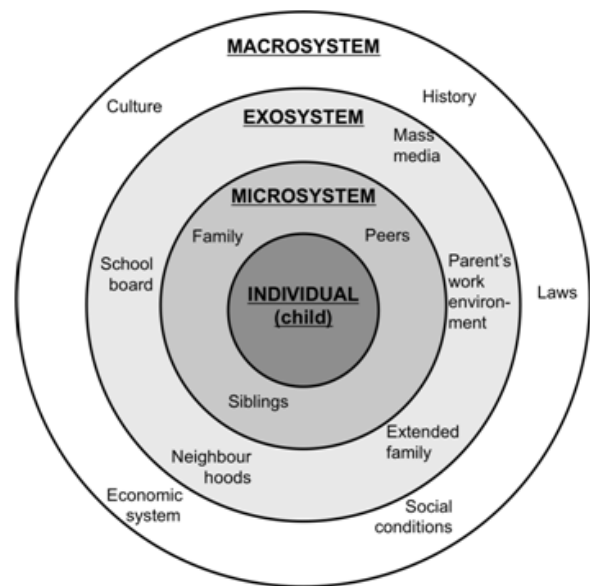 MACROSYSTEM
Culture
History
EXOSYSTEM
Mass
media
MICROSYSTEM
Family
Peers
School
board
Parent's
work
environ-
ment
INDIVIDUAL
(child)
Laws
Siblings
Extended
family
Neighbour
hoods
Economic
system
Social
conditions